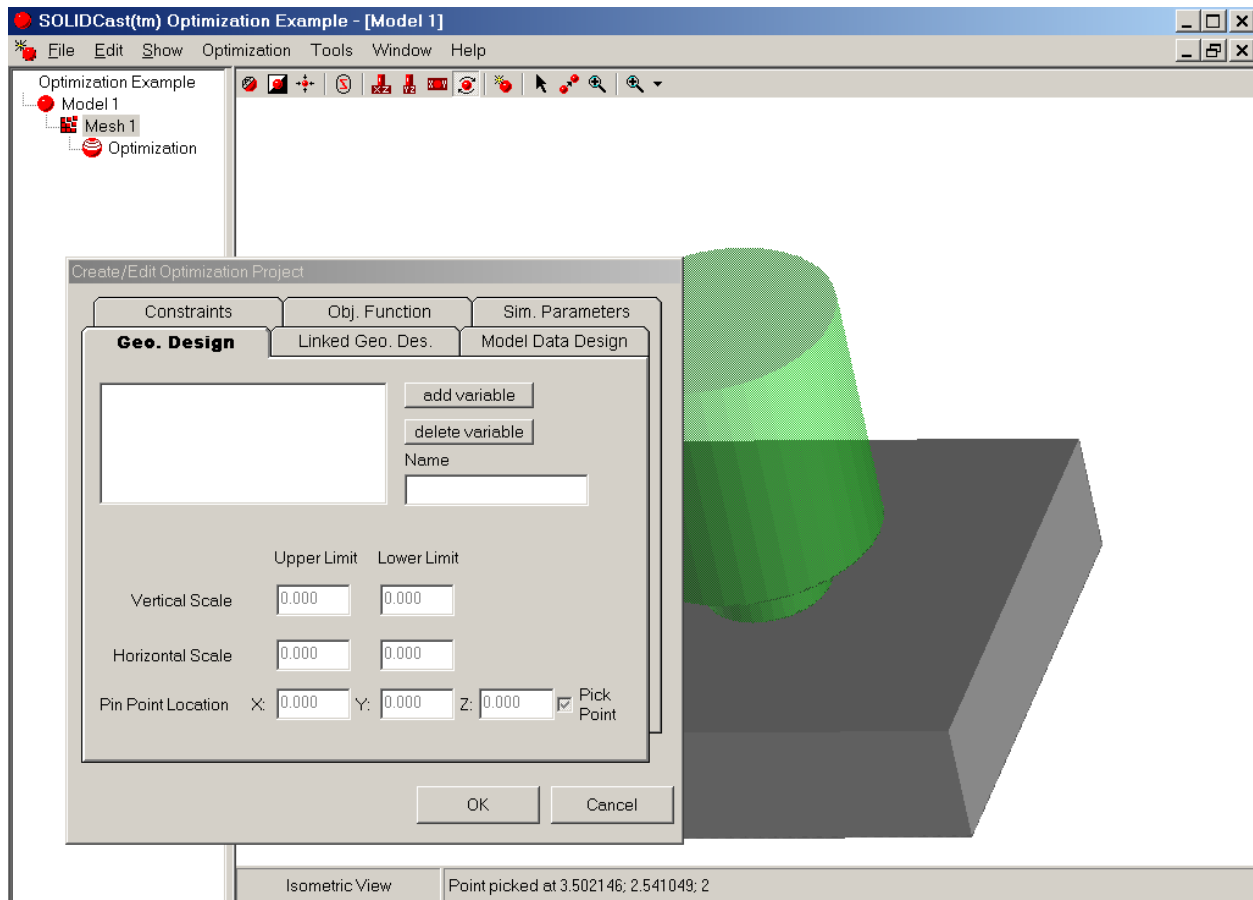 SOLIDCast(tm) Optimization Example - [Model 1]
File Edit Show Optimization Tools Window Help
Optimization Example
Model 1
Mesh 1
Optimization
XZ YZ XY
Create/Edit Optimization Project
Constraints Obj. Function Sim. Parameters
Geo. Design Linked Geo. Des. Model Data Design
add variable
delete variable
Name
Upper Limit Lower Limit
Vertical Scale 0.000 0.000
Horizontal Scale 0.000 0.000
Pin Point Location X: 0.000 Y: 0.000 Z: 0.000 Pick
Point
OK Cancel
Isometric View Point picked at 3.502146; 2.541049; 2